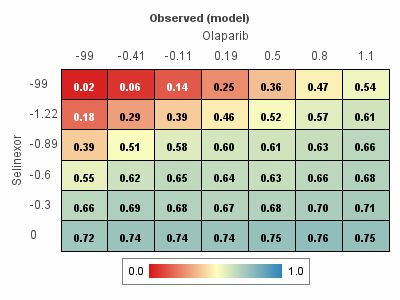 Observed (model)
Olaparib
-99 -0.41 -0.11 0.19 0.5 0.8 1.1
Selinexor
-99 0.02 0.06 0.14 0.25 0.36 0.47 0.54
-1.22 0.18 0.29 0.39 0.46 0.52 0.57 0.61
-0.89 0.39 0.51 0.58 0.60 0.61 0.63 0.66
-0.6 0.55 0.62 0.65 0.64 0.63 0.66 0.68
-0.3 0.66 0.69 0.68 0.67 0.68 0.70 0.71
0 0.72 0.74 0.74 0.74 0.75 0.76 0.75
0.0 1.0